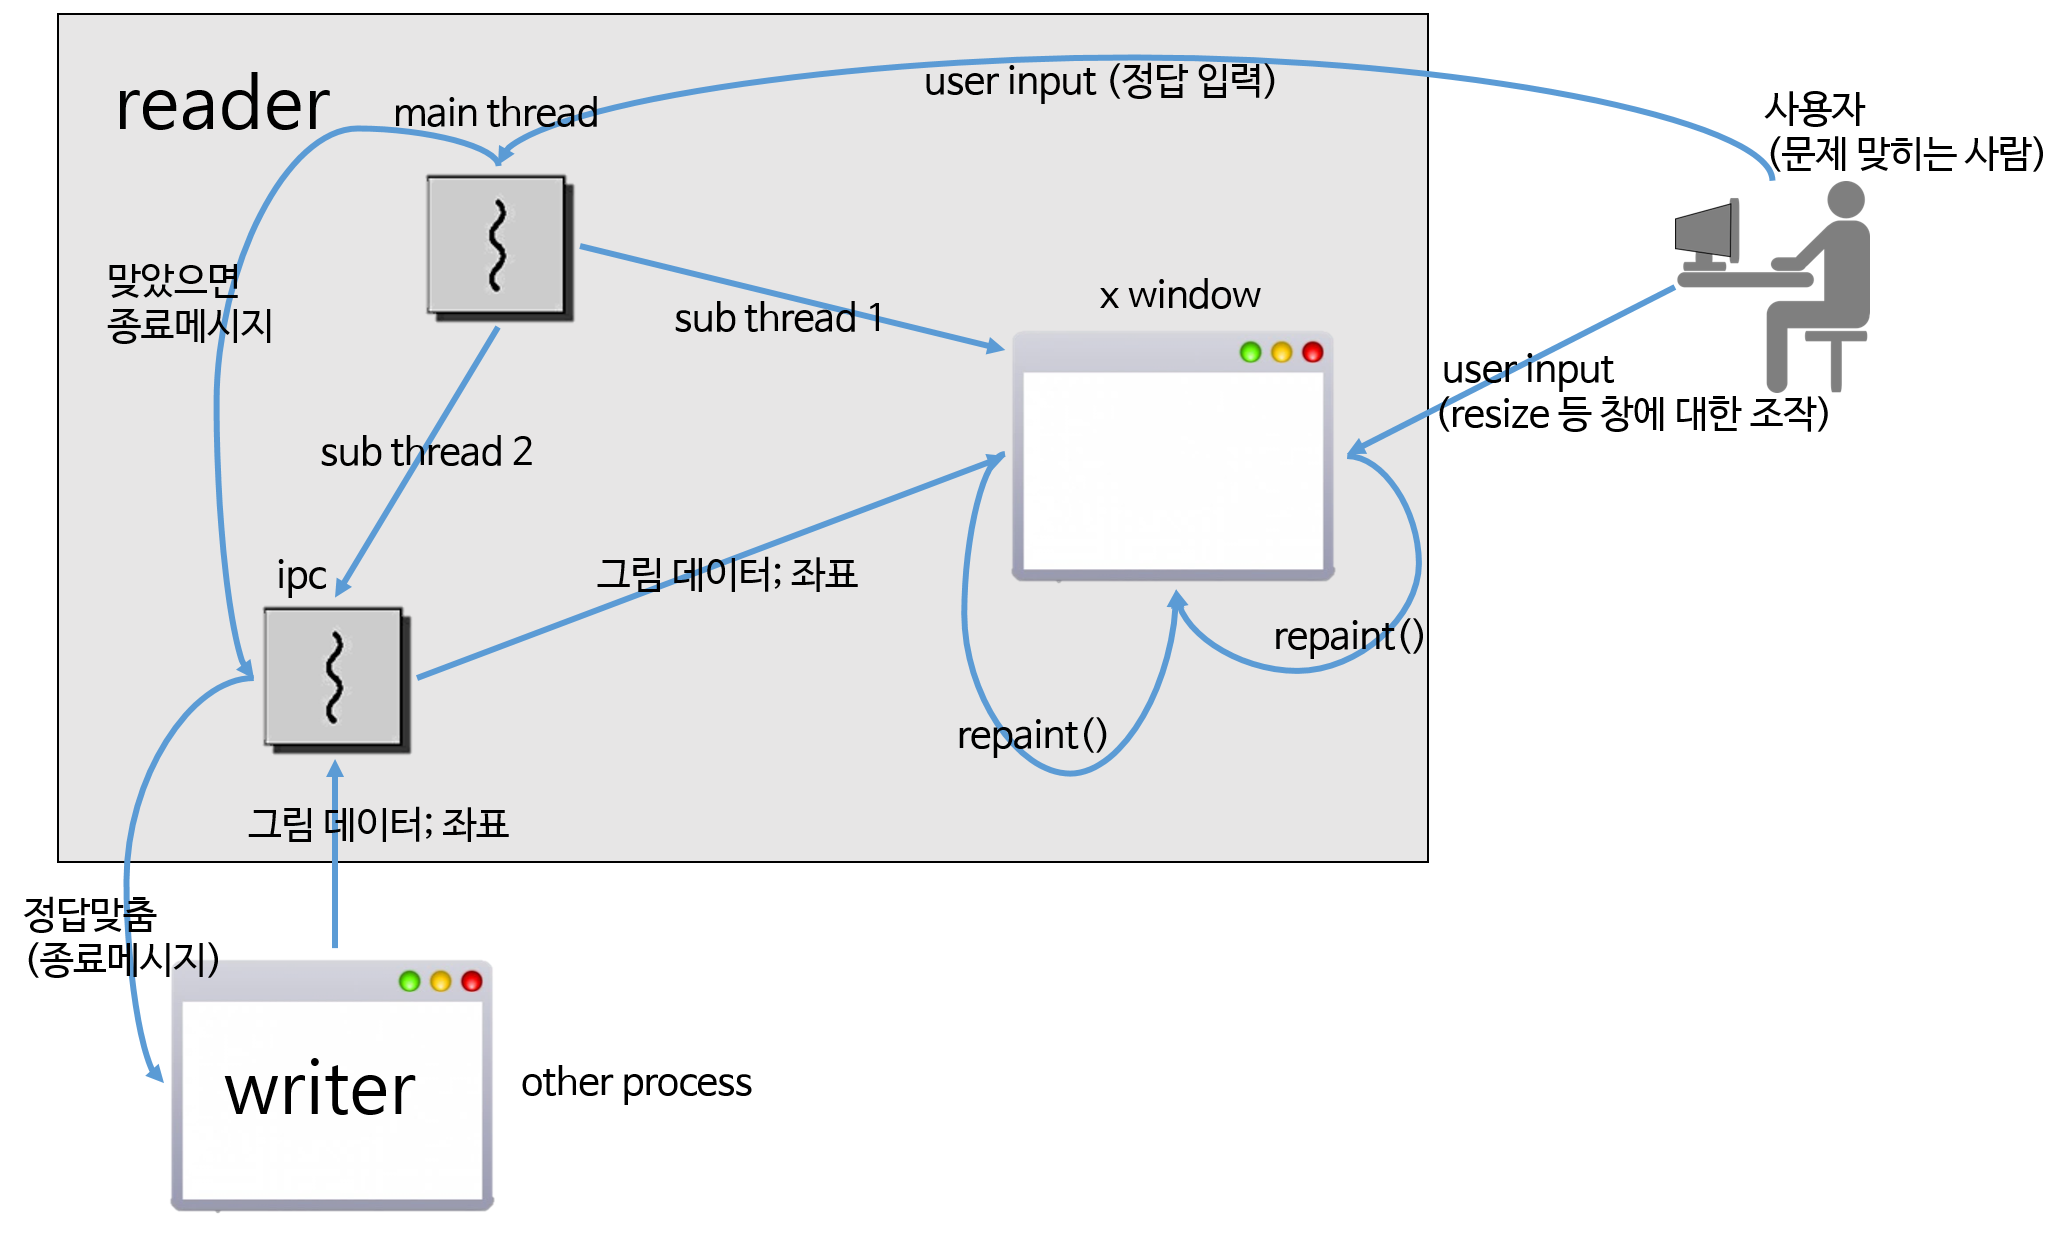 reader
main thread
user input (정답 입력)
사용자
(문제 맞히는 사람)
맞았으면
종료메시지
sub thread 1
x window
user input
(resize 등 창에 대한 조작)
sub thread 2
ipc
그림 데이터; 좌표
repaint()
repaint()
그림 데이터; 좌표
정답맞춤
(종료메시지)
writer
other process